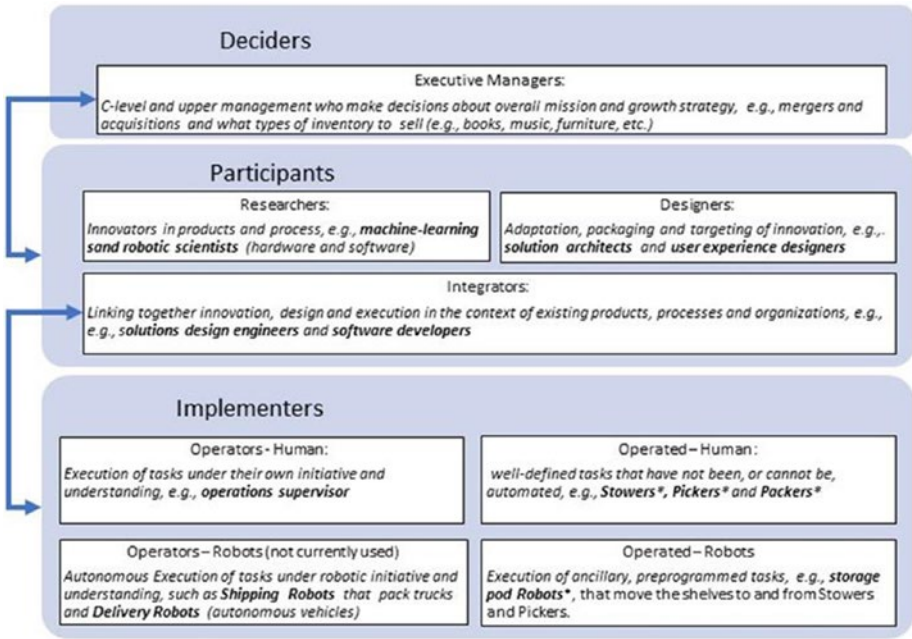 Deciders
Executive Managers:
C-level and upper management who make decisions about overall mission and growth strategy, e.g., mergers and
acquisitions and what types of inventory to sell (e.g., books, music, furniture, etc.)
Participants
Researchers:
Innovators in products and process, e.g., machine-learning
sand robotic scientists (hardware and software)
Designers:
Adaptation, packaging and targeting of innovation, e.g.,.
solution architects and user experience designers
Integrators:
Linking together innovation, design and execution in the context of existing products, processes and organizations, e.g.,
e.g., solutions design engineers and software developers
Implementers
Operators - Human:
Execution of tasks under their own initiative and
understanding, e.g., operations supervisor
Operated – Human:
well-defined tasks that have not been, or cannot be,
automated, e.g., Stowers*, Pickers* and Packers*
Operators – Robots (not currently used)
Autonomous Execution of tasks under robotic initiative and
understanding, such as Shipping Robots that pack trucks
and Delivery Robots (autonomous vehicles)
Operated – Robots
Execution of ancillary, preprogrammed tasks, e.g., storage
pod Robots*, that move the shelves to and from Stowers
and Pickers.